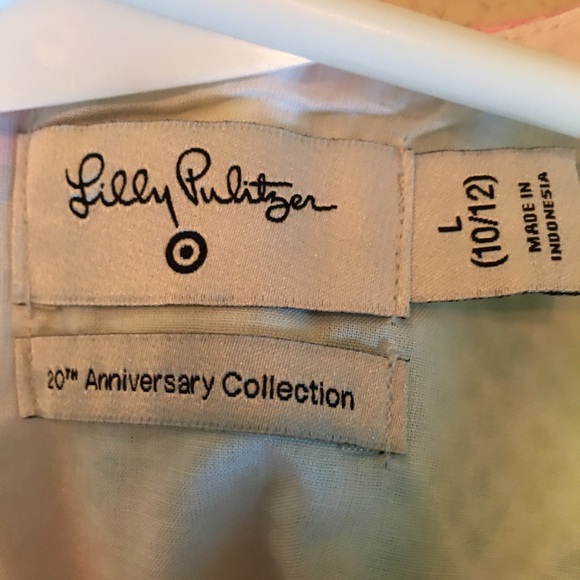 Lilly Pulitzer
20TH Anniversary Collection
L
(10/12)
MADE IN
INDONESIA